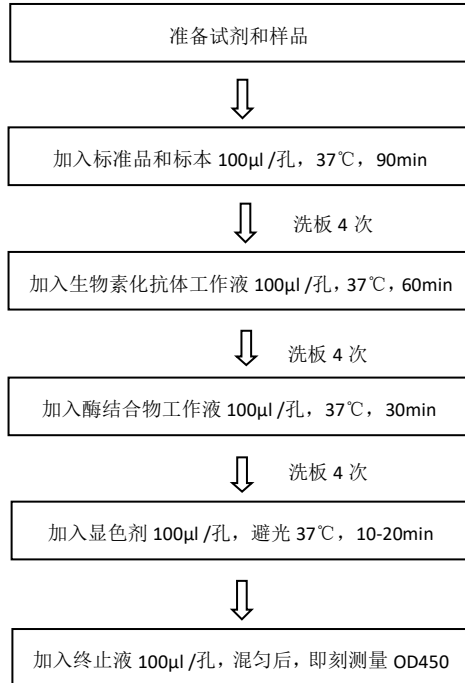 准备试剂和样品
加入标准品和标本 100μl /孔，37℃，90min
洗板 4 次
加入生物素化抗体工作液 100μl /孔，37℃，60min
洗板 4 次
加入酶结合物工作液 100μl /孔，37℃，30min
洗板 4 次
加入显色剂 100μl /孔，避光 37℃，10-20min
加入终止液 100μl /孔，混匀后，即刻测量 OD450